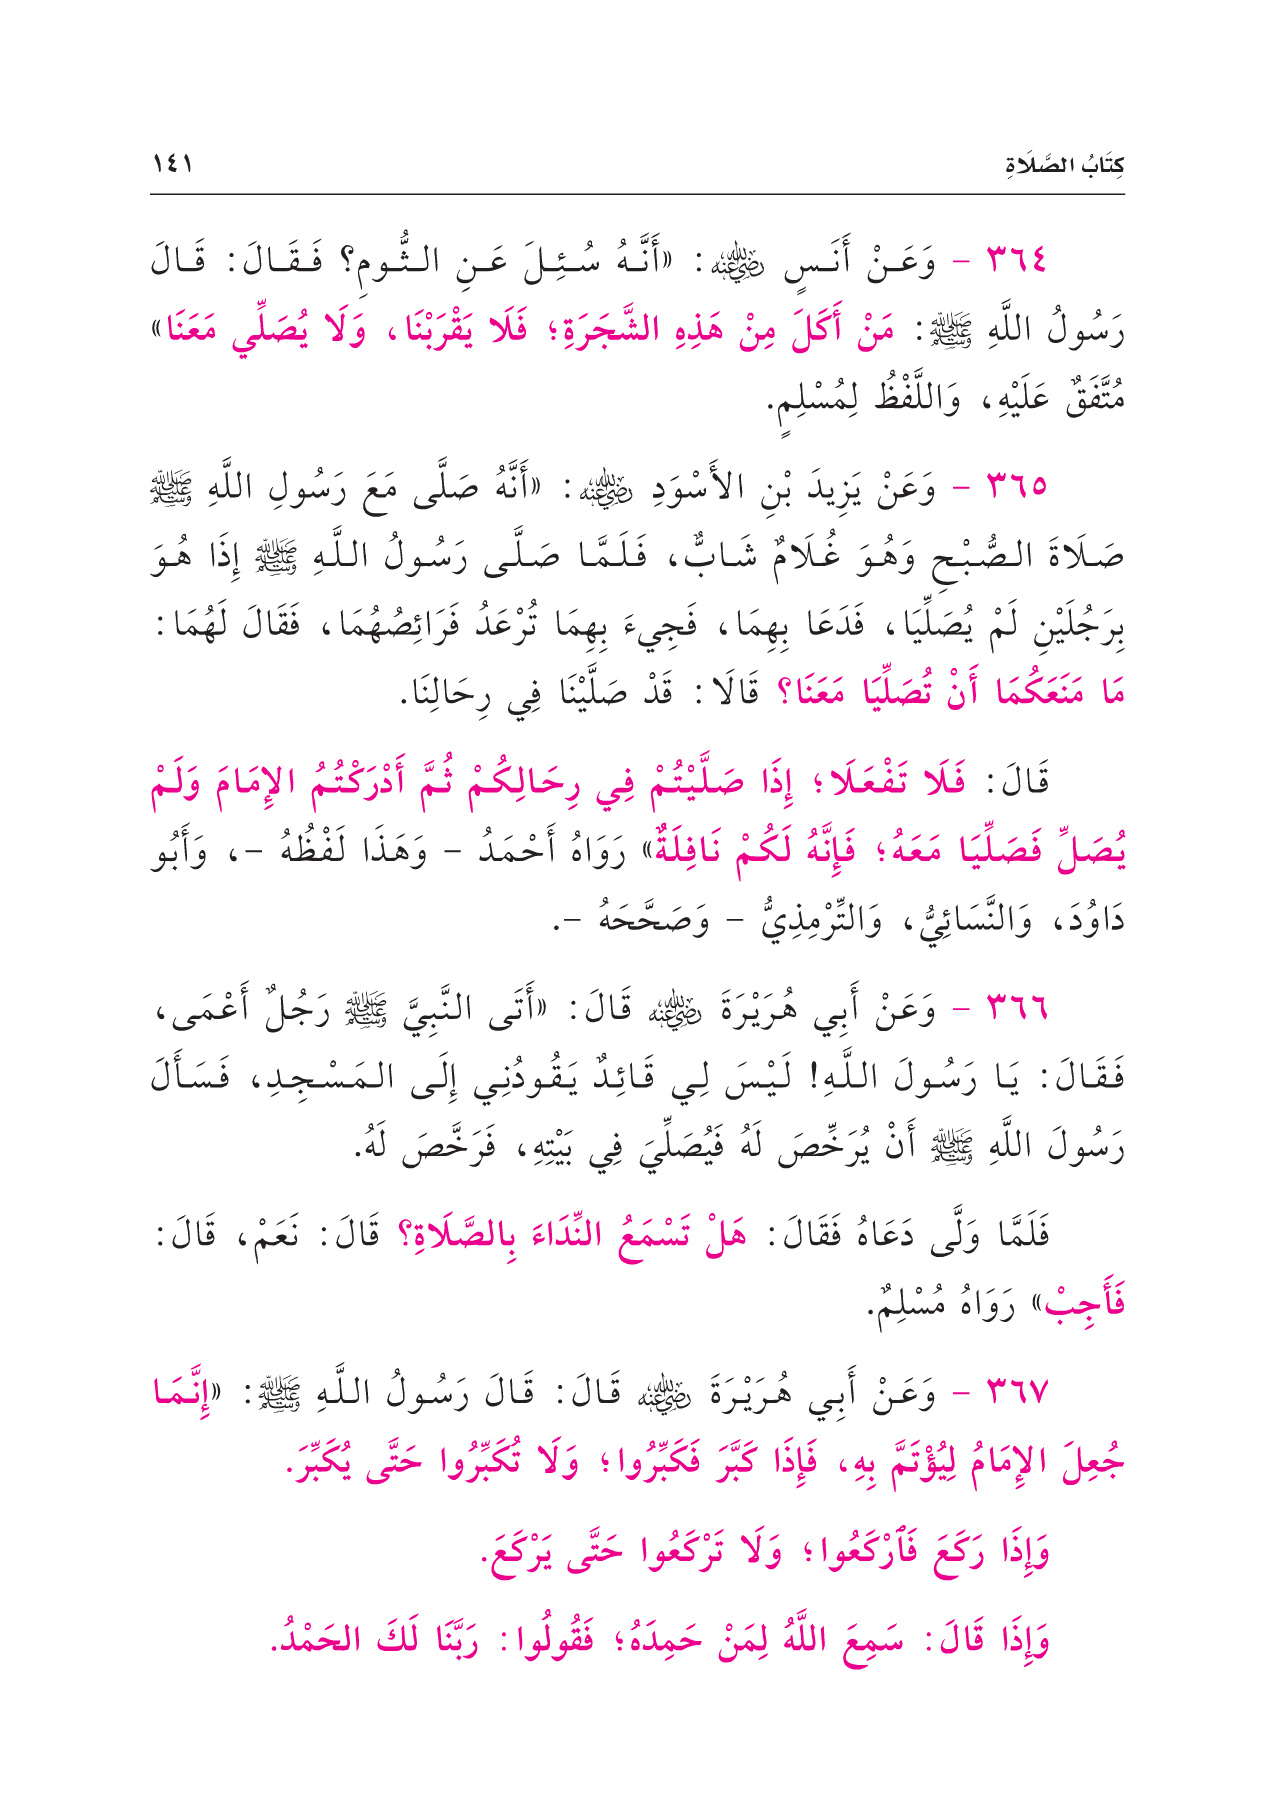 كِتَابُ الصَّلَاةِ ١٤١
٣٦٤ - وَعَنْ أَنَسٍ رضي الله عنه: «أَنَّهُ سُئِلَ عَنِ الثُّومِ؟ فَقَالَ: قَالَ
رَسُولُ اللَّهِ ﷺ: مَنْ أَكَلَ مِنْ هَذِهِ الشَّجَرَةِ؛ فَلَا يَقْرَبْنَا، وَلَا يُصَلِّي مَعَنَا»
مُتَّفَقٌ عَلَيْهِ، وَاللَّفْظُ لِمُسْلِمٍ.
٣٦٥ - وَعَنْ يَزِيدَ بْنِ الأَسْوَدِ رضي الله عنه: «أَنَّهُ صَلَّى مَعَ رَسُولِ اللَّهِ ﷺ
صَلَاةَ الصُّبْحِ وَهُوَ غُلَامٌ شَابٌّ، فَلَمَّا صَلَّى رَسُولُ اللَّهِ ﷺ إِذَا هُوَ
بِرَجُلَيْنِ لَمْ يُصَلِّيَا، فَدَعَا بِهِمَا، فَجِيءَ بِهِمَا تُرْعَدُ فَرَائِصُهُمَا، فَقَالَ لَهُمَا:
مَا مَنَعَكُمَا أَنْ تُصَلِّيَا مَعَنَا؟ قَالَا: قَدْ صَلَّيْنَا فِي رِحَالِنَا.
قَالَ: فَلَا تَفْعَلَا؛ إِذَا صَلَّيْتُمْ فِي رِحَالِكُمْ ثُمَّ أَدْرَكْتُمُ الإِمَامَ وَلَمْ
يُصَلِّ فَصَلِّيَا مَعَهُ؛ فَإِنَّهُ لَكُمْ نَافِلَةٌ» رَوَاهُ أَحْمَدُ - وَهَذَا لَفْظُهُ -، وَأَبُو
دَاوُدَ، وَالنَّسَائِيُّ، وَالتِّرْمِذِيُّ - وَصَحَّحَهُ -.
٣٦٦ - وَعَنْ أَبِي هُرَيْرَةَ رضي الله عنه قَالَ: «أَتَى النَّبِيَّ ﷺ رَجُلٌ أَعْمَى،
فَقَالَ: يَا رَسُولَ اللَّهِ! لَيْسَ لِي قَائِدٌ يَقُودُنِي إِلَى المَسْجِدِ، فَسَأَلَ
رَسُولَ اللَّهِ ﷺ أَنْ يُرَخِّصَ لَهُ فَيُصَلِّيَ فِي بَيْتِهِ، فَرَخَّصَ لَهُ.
فَلَمَّا وَلَّى دَعَاهُ فَقَالَ: هَلْ تَسْمَعُ النِّدَاءَ بِالصَّلَاةِ؟ قَالَ: نَعَمْ، قَالَ:
فَأَجِبْ» رَوَاهُ مُسْلِمٌ.
٣٦٧ - وَعَنْ أَبِي هُرَيْرَةَ رضي الله عنه قَالَ: قَالَ رَسُولُ اللَّهِ ﷺ: «إِنَّمَا
جُعِلَ الإِمَامُ لِيُؤْتَمَّ بِهِ، فَإِذَا كَبَّرَ فَكَبِّرُوا؛ وَلَا تُكَبِّرُوا حَتَّى يُكَبِّرَ.
وَإِذَا رَكَعَ فَٱرْكَعُوا؛ وَلَا تَرْكَعُوا حَتَّى يَرْكَعَ.
وَإِذَا قَالَ: سَمِعَ اللَّهُ لِمَنْ حَمِدَهُ؛ فَقُولُوا: رَبَّنَا لَكَ الحَمْدُ.